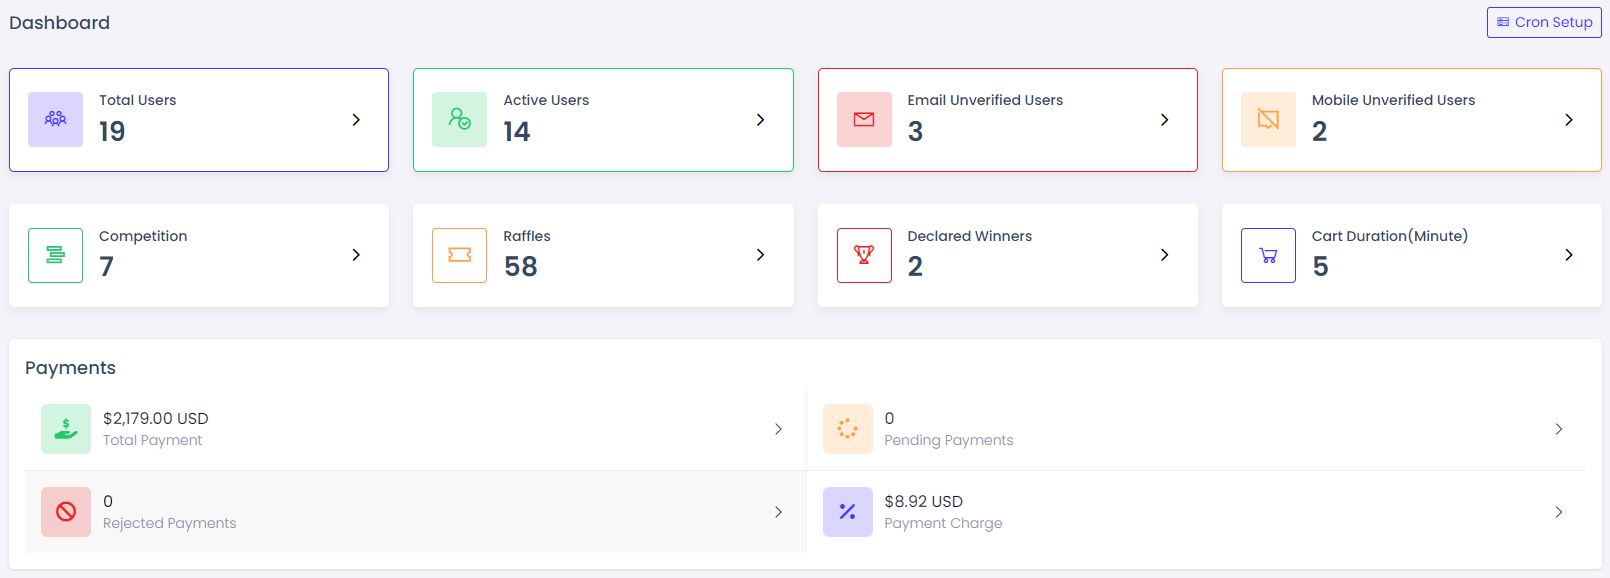 Dashboard
Cron Setup
Total Users
19
Active Users
14
Email Unverified Users
3
Mobile Unverified Users
2
Competition
7
Raffles
58
Declared Winners
2
Cart Duration(Minute)
5
Payments
$2,179.00 USD
Total Payment
0
Pending Payments
0
Rejected Payments
$8.92 USD
Payment Charge